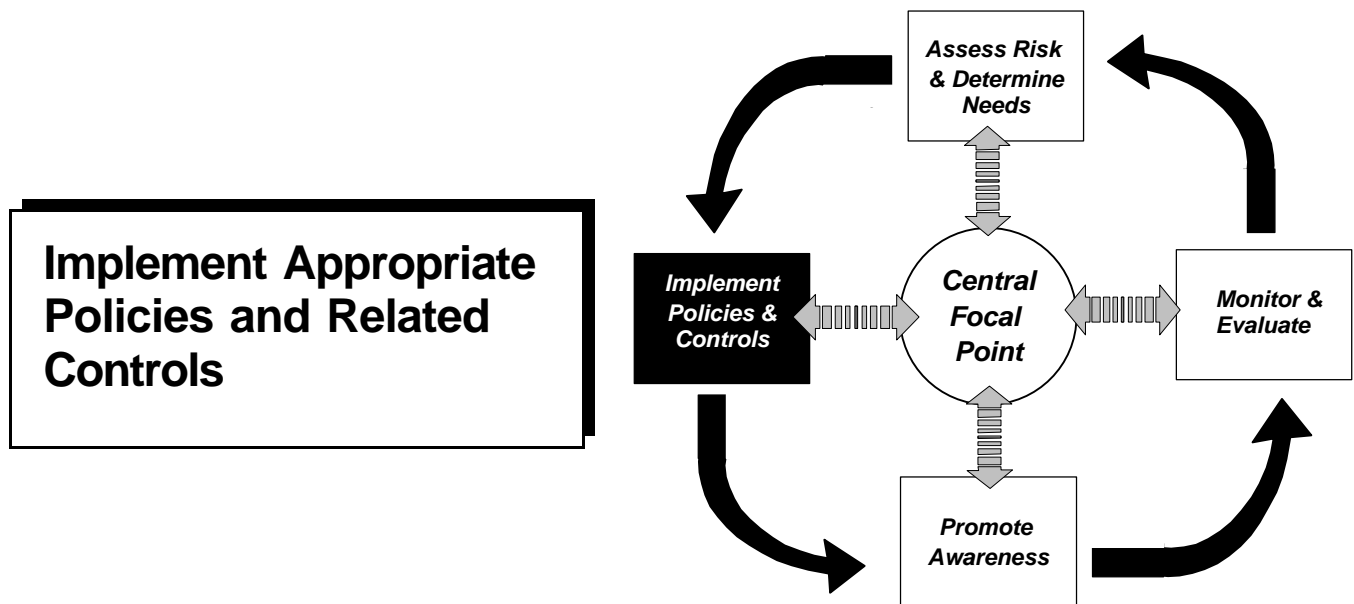 Implement Appropriate
Policies and Related
Controls
Assess Risk
& Determine
Needs
Implement
Policies &
Controls
Central
Focal
Point
Monitor &
Evaluate
Promote
Awareness